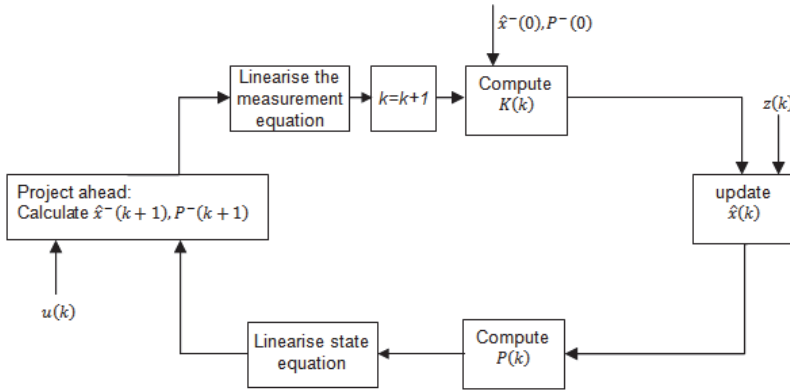 x̂⁻(0), P⁻(0)
Linearise the
measurement
equation
k=k+1
Compute
K(k)
z(k)
Project ahead:
Calculate x̂⁻(k + 1), P⁻(k + 1)
update
x̂(k)
u(k)
Linearise state
equation
Compute
P(k)